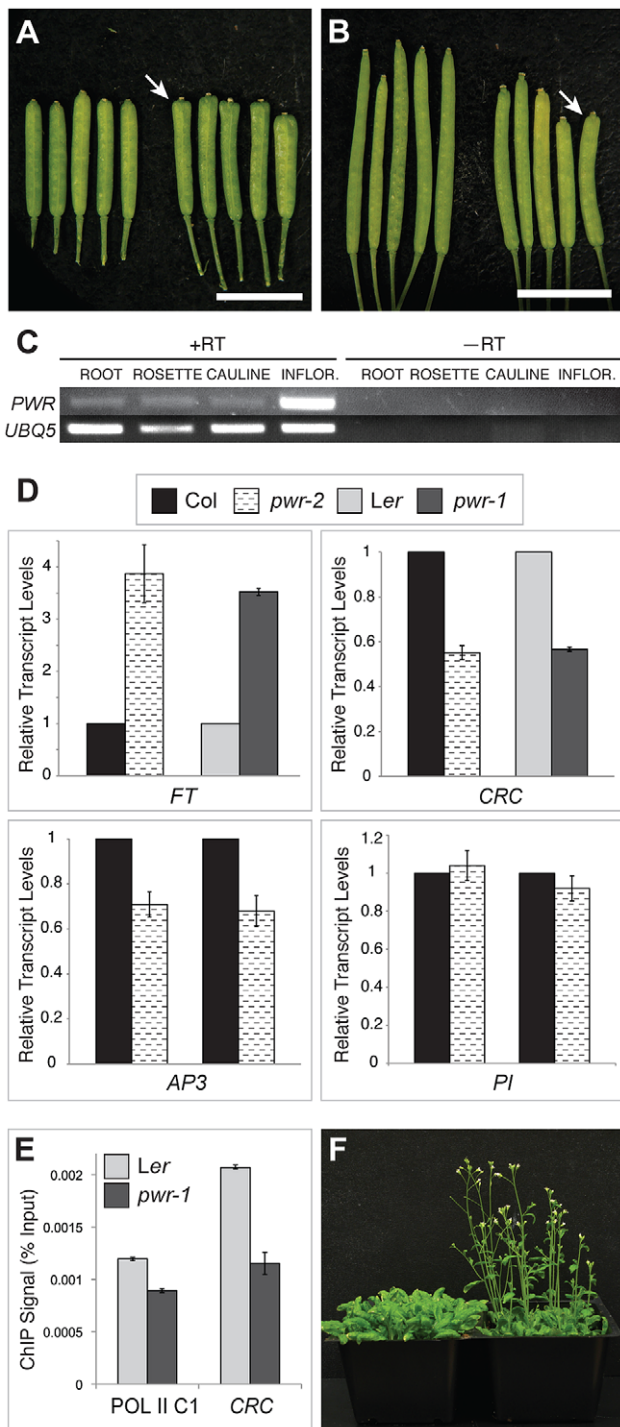 A
B
C
+RT
—RT
ROOT ROSETTE CAULINE INFLOR. ROOT ROSETTE CAULINE INFLOR.
PWR
UBQ5
D
Col pwr-2 Ler pwr-1
Relative Transcript Levels
4
3
2
1
0
FT
Relative Transcript Levels
1
0.8
0.6
0.4
0.2
0
CRC
Relative Transcript Levels
1
0.8
0.6
0.4
0.2
0
AP3
Relative Transcript Levels
1.2
1
0.8
0.6
0.4
0.2
0
PI
E
Ler
pwr-1
ChIP Signal (% Input)
0.002
0.0015
0.001
0.0005
POL II C1
CRC
F